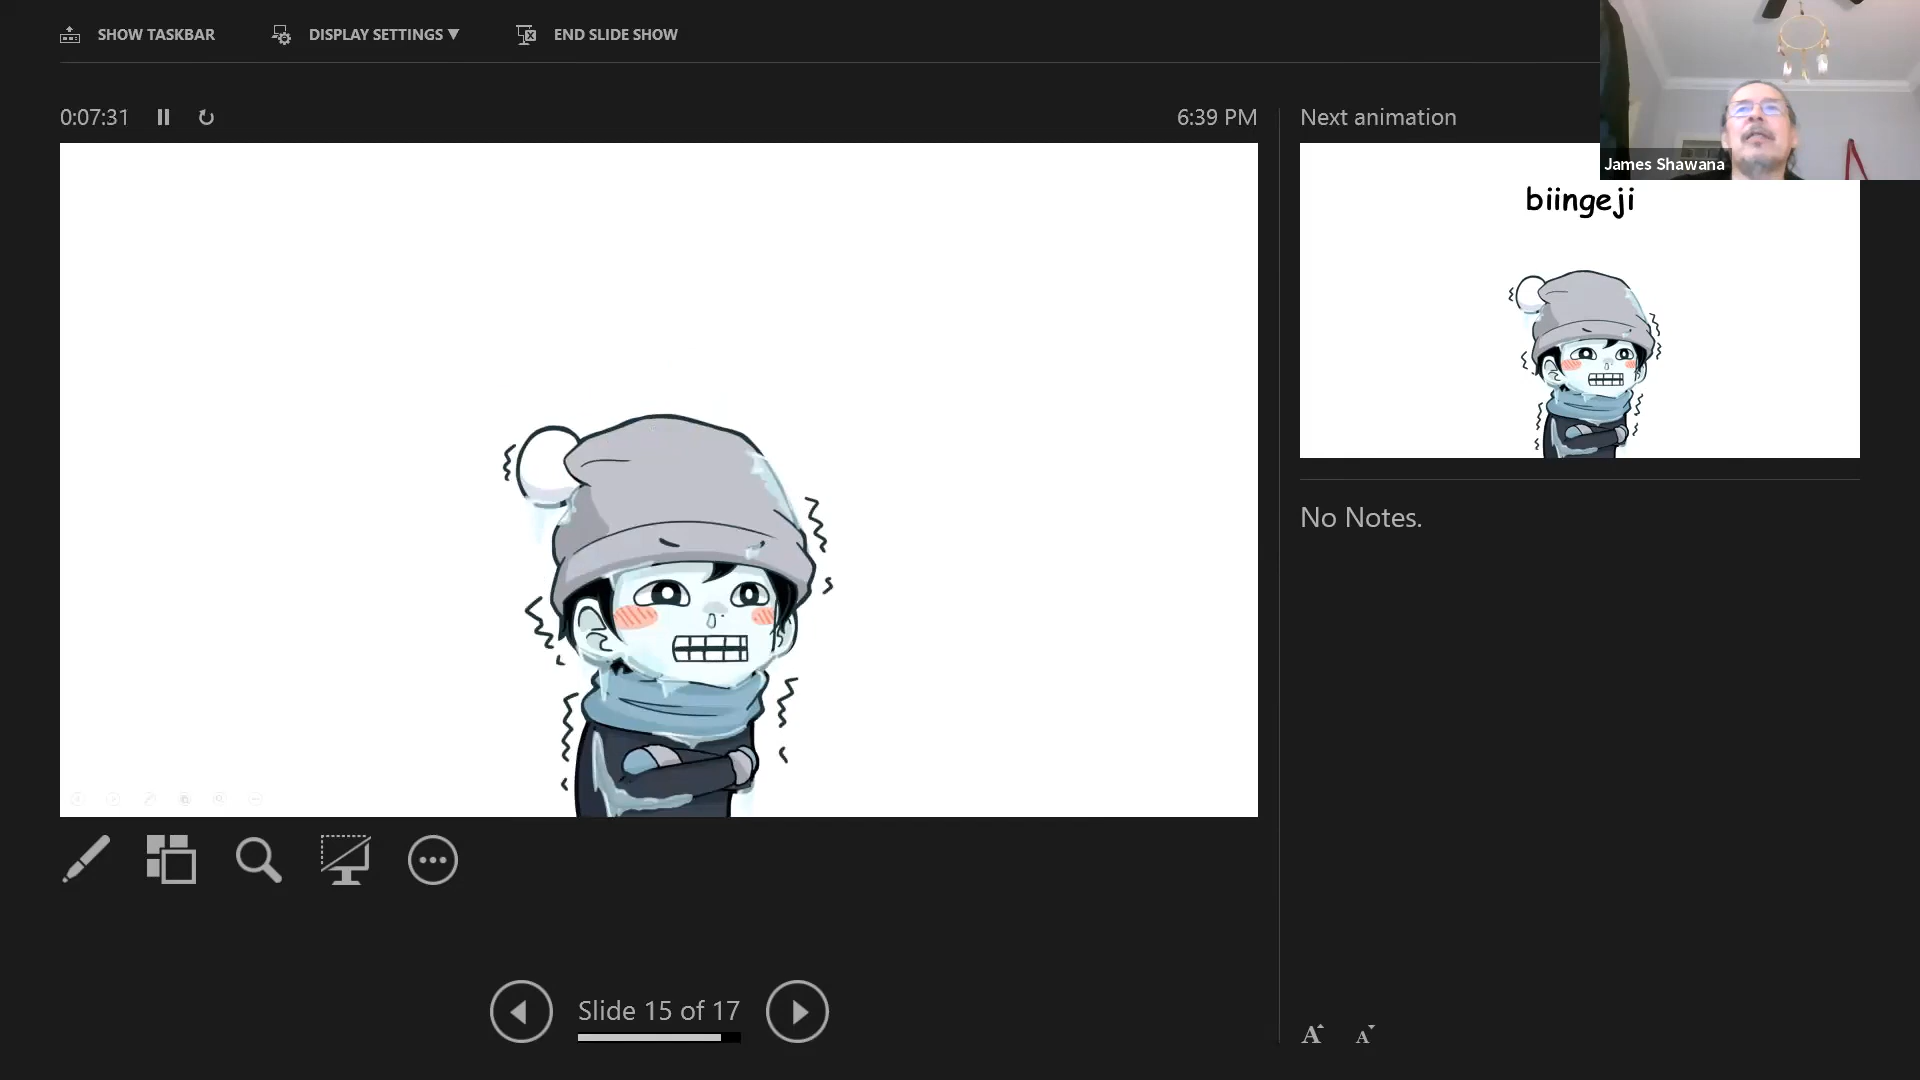 SHOW TASKBAR
DISPLAY SETTINGS ▼
END SLIDE SHOW
0:07:31
6:39 PM
Next animation
James Shawana
biingeji
No Notes.
Slide 15 of 17
A A